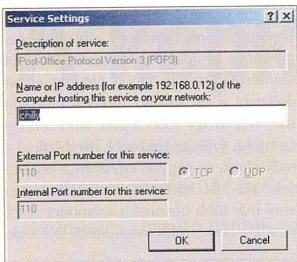 Service Settings
Description of service:
Post-Office Protocol Version 3 (POP3)
Name or IP address (for example 192.168.0.12) of the
computer hosting this service on your network:
chilly
External Port number for this service:
110
TCP
UDP
Internal Port number for this service:
110
OK
Cancel